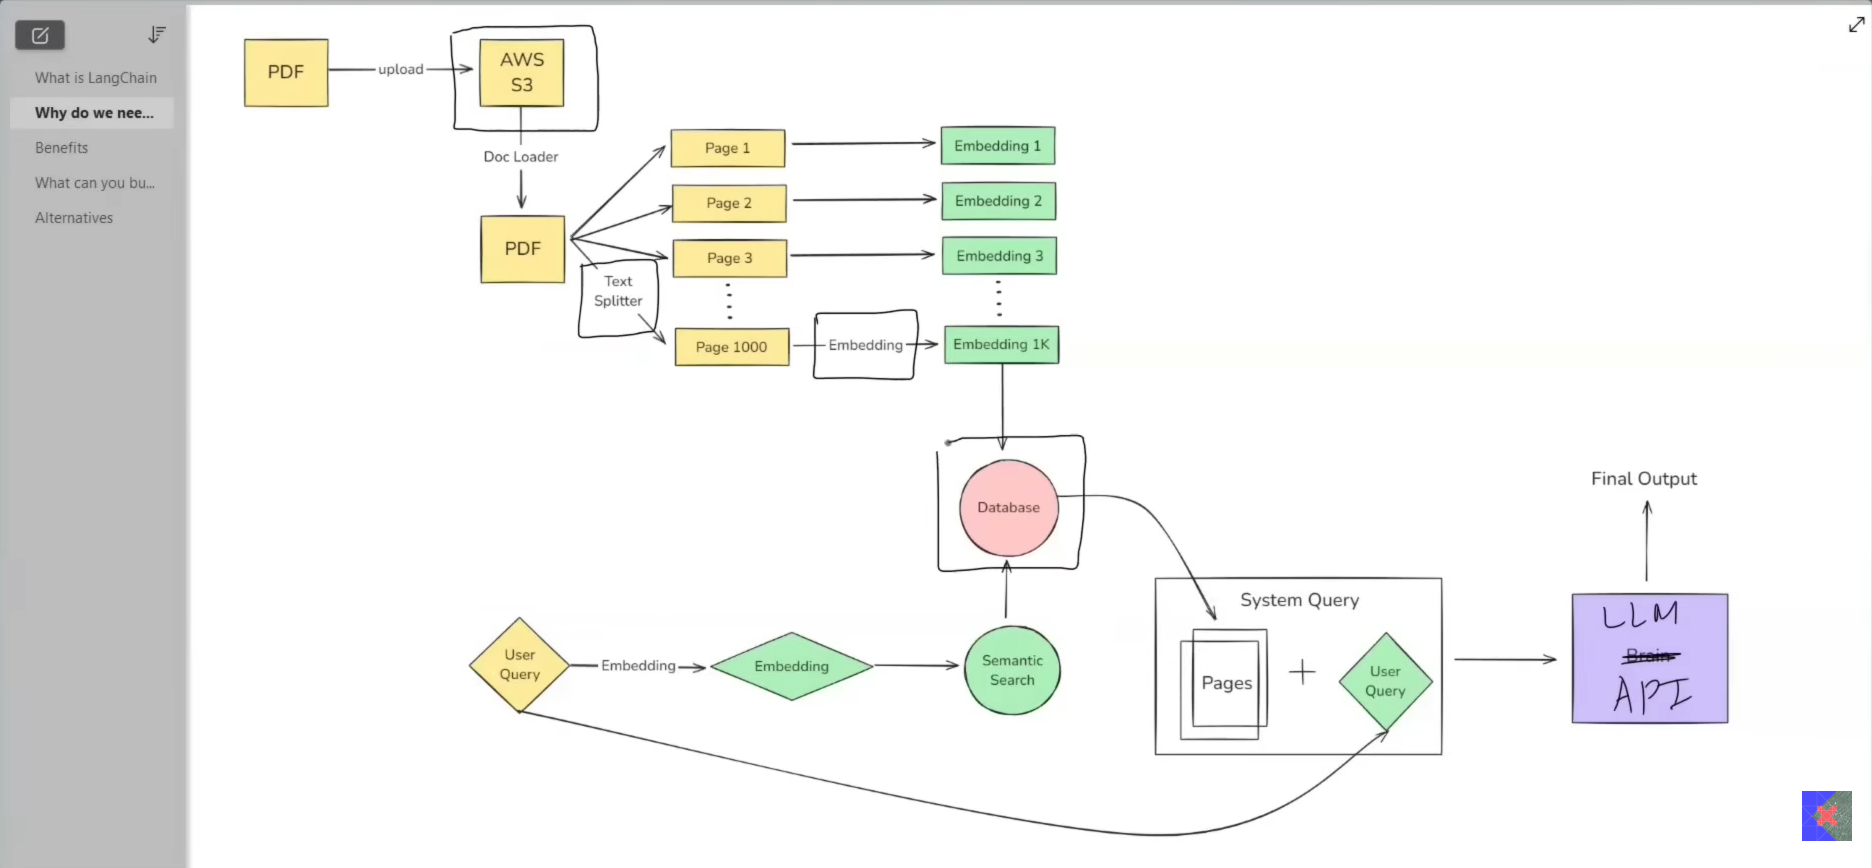 What is LangChain
Why do we nee...
Benefits
What can you bu...
Alternatives
PDF
upload
AWS
S3
Doc Loader
PDF
Text
Splitter
Page 1
Page 2
Page 3
Page 1000
Embedding
Embedding 1
Embedding 2
Embedding 3
Embedding 1K
Database
User
Query
Embedding
Embedding
Semantic
Search
System Query
Pages
+
User
Query
Final Output
LLM
Brain
API